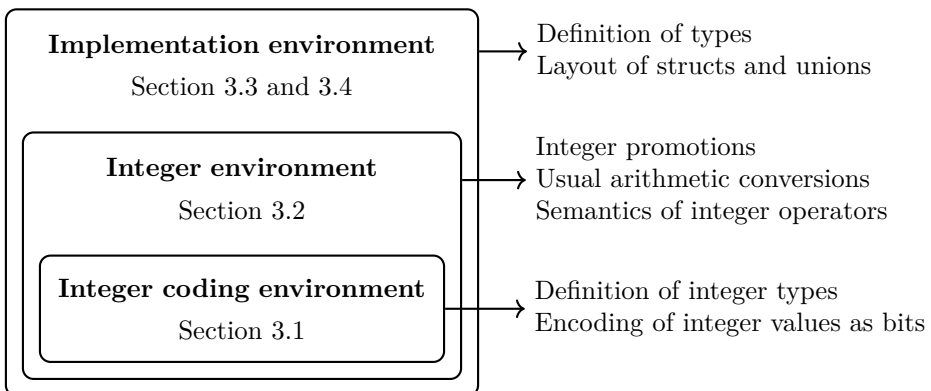 Implementation environment
Section 3.3 and 3.4
Definition of types
Layout of structs and unions
Integer environment
Section 3.2
Integer promotions
Usual arithmetic conversions
Semantics of integer operators
Integer coding environment
Section 3.1
Definition of integer types
Encoding of integer values as bits